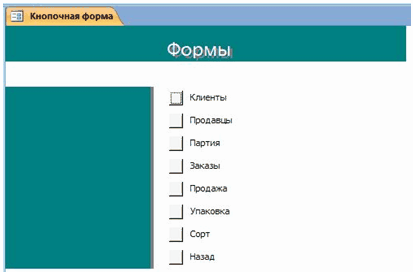 Кнопочная форма
Формы
Клиенты
Продавцы
Партия
Заказы
Продажа
Упаковка
Сорт
Назад